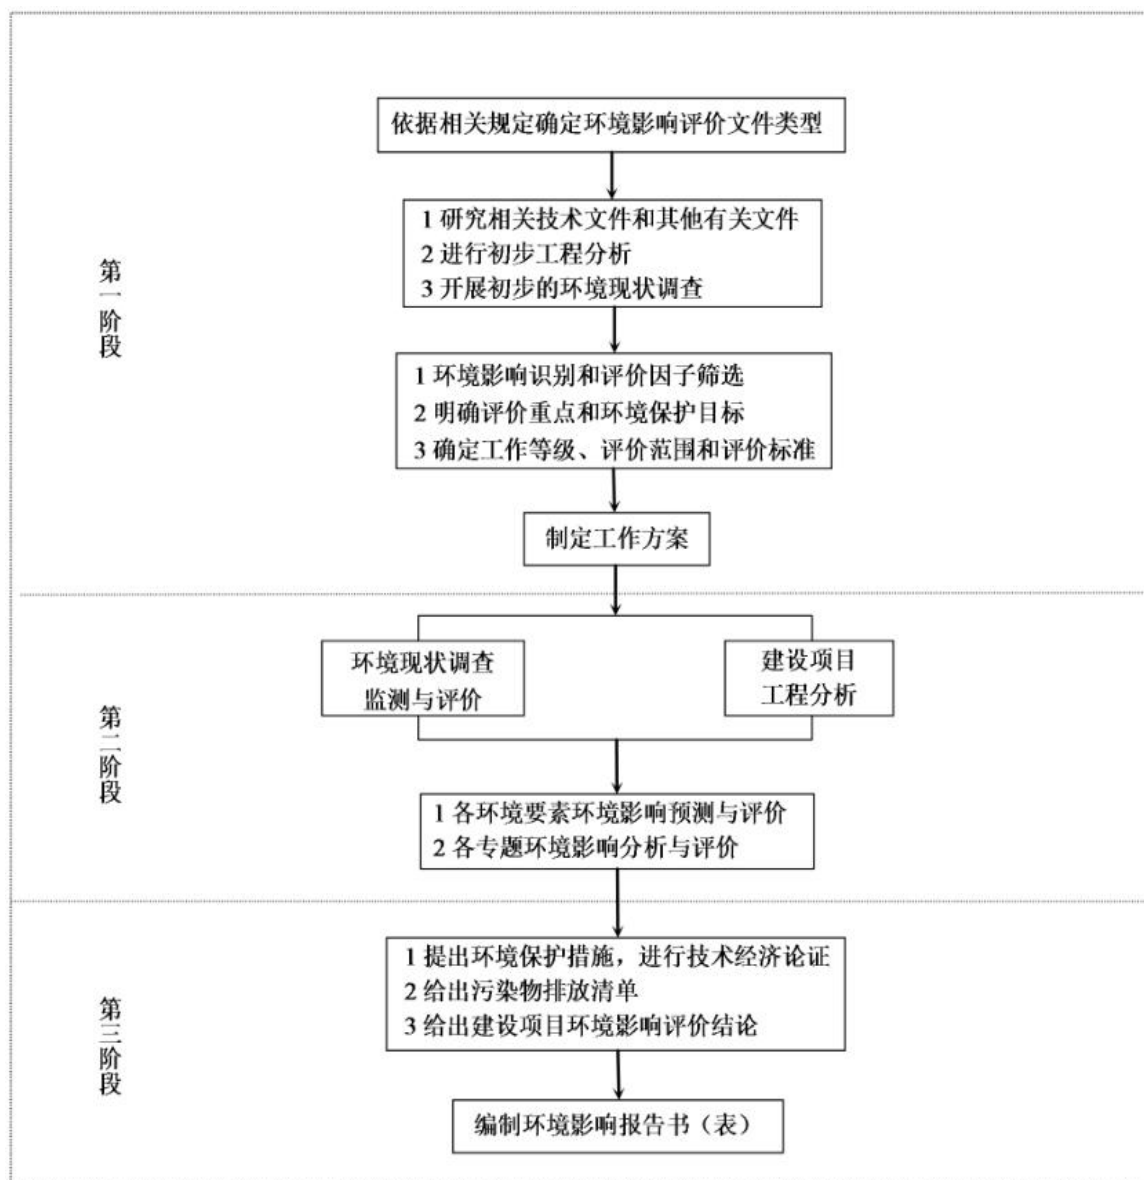 依据相关规定确定环境影响评价文件类型
1 研究相关技术文件和其他有关文件
2 进行初步工程分析
3 开展初步的环境现状调查
第一阶段
1 环境影响识别和评价因子筛选
2 明确评价重点和环境保护目标
3 确定工作等级、评价范围和评价标准
制定工作方案
第二阶段
环境现状调查
监测与评价
建设项目
工程分析
1 各环境要素环境影响预测与评价
2 各专题环境影响分析与评价
第三阶段
1 提出环境保护措施，进行技术经济论证
2 给出污染物排放清单
3 给出建设项目环境影响评价结论
编制环境影响报告书（表）